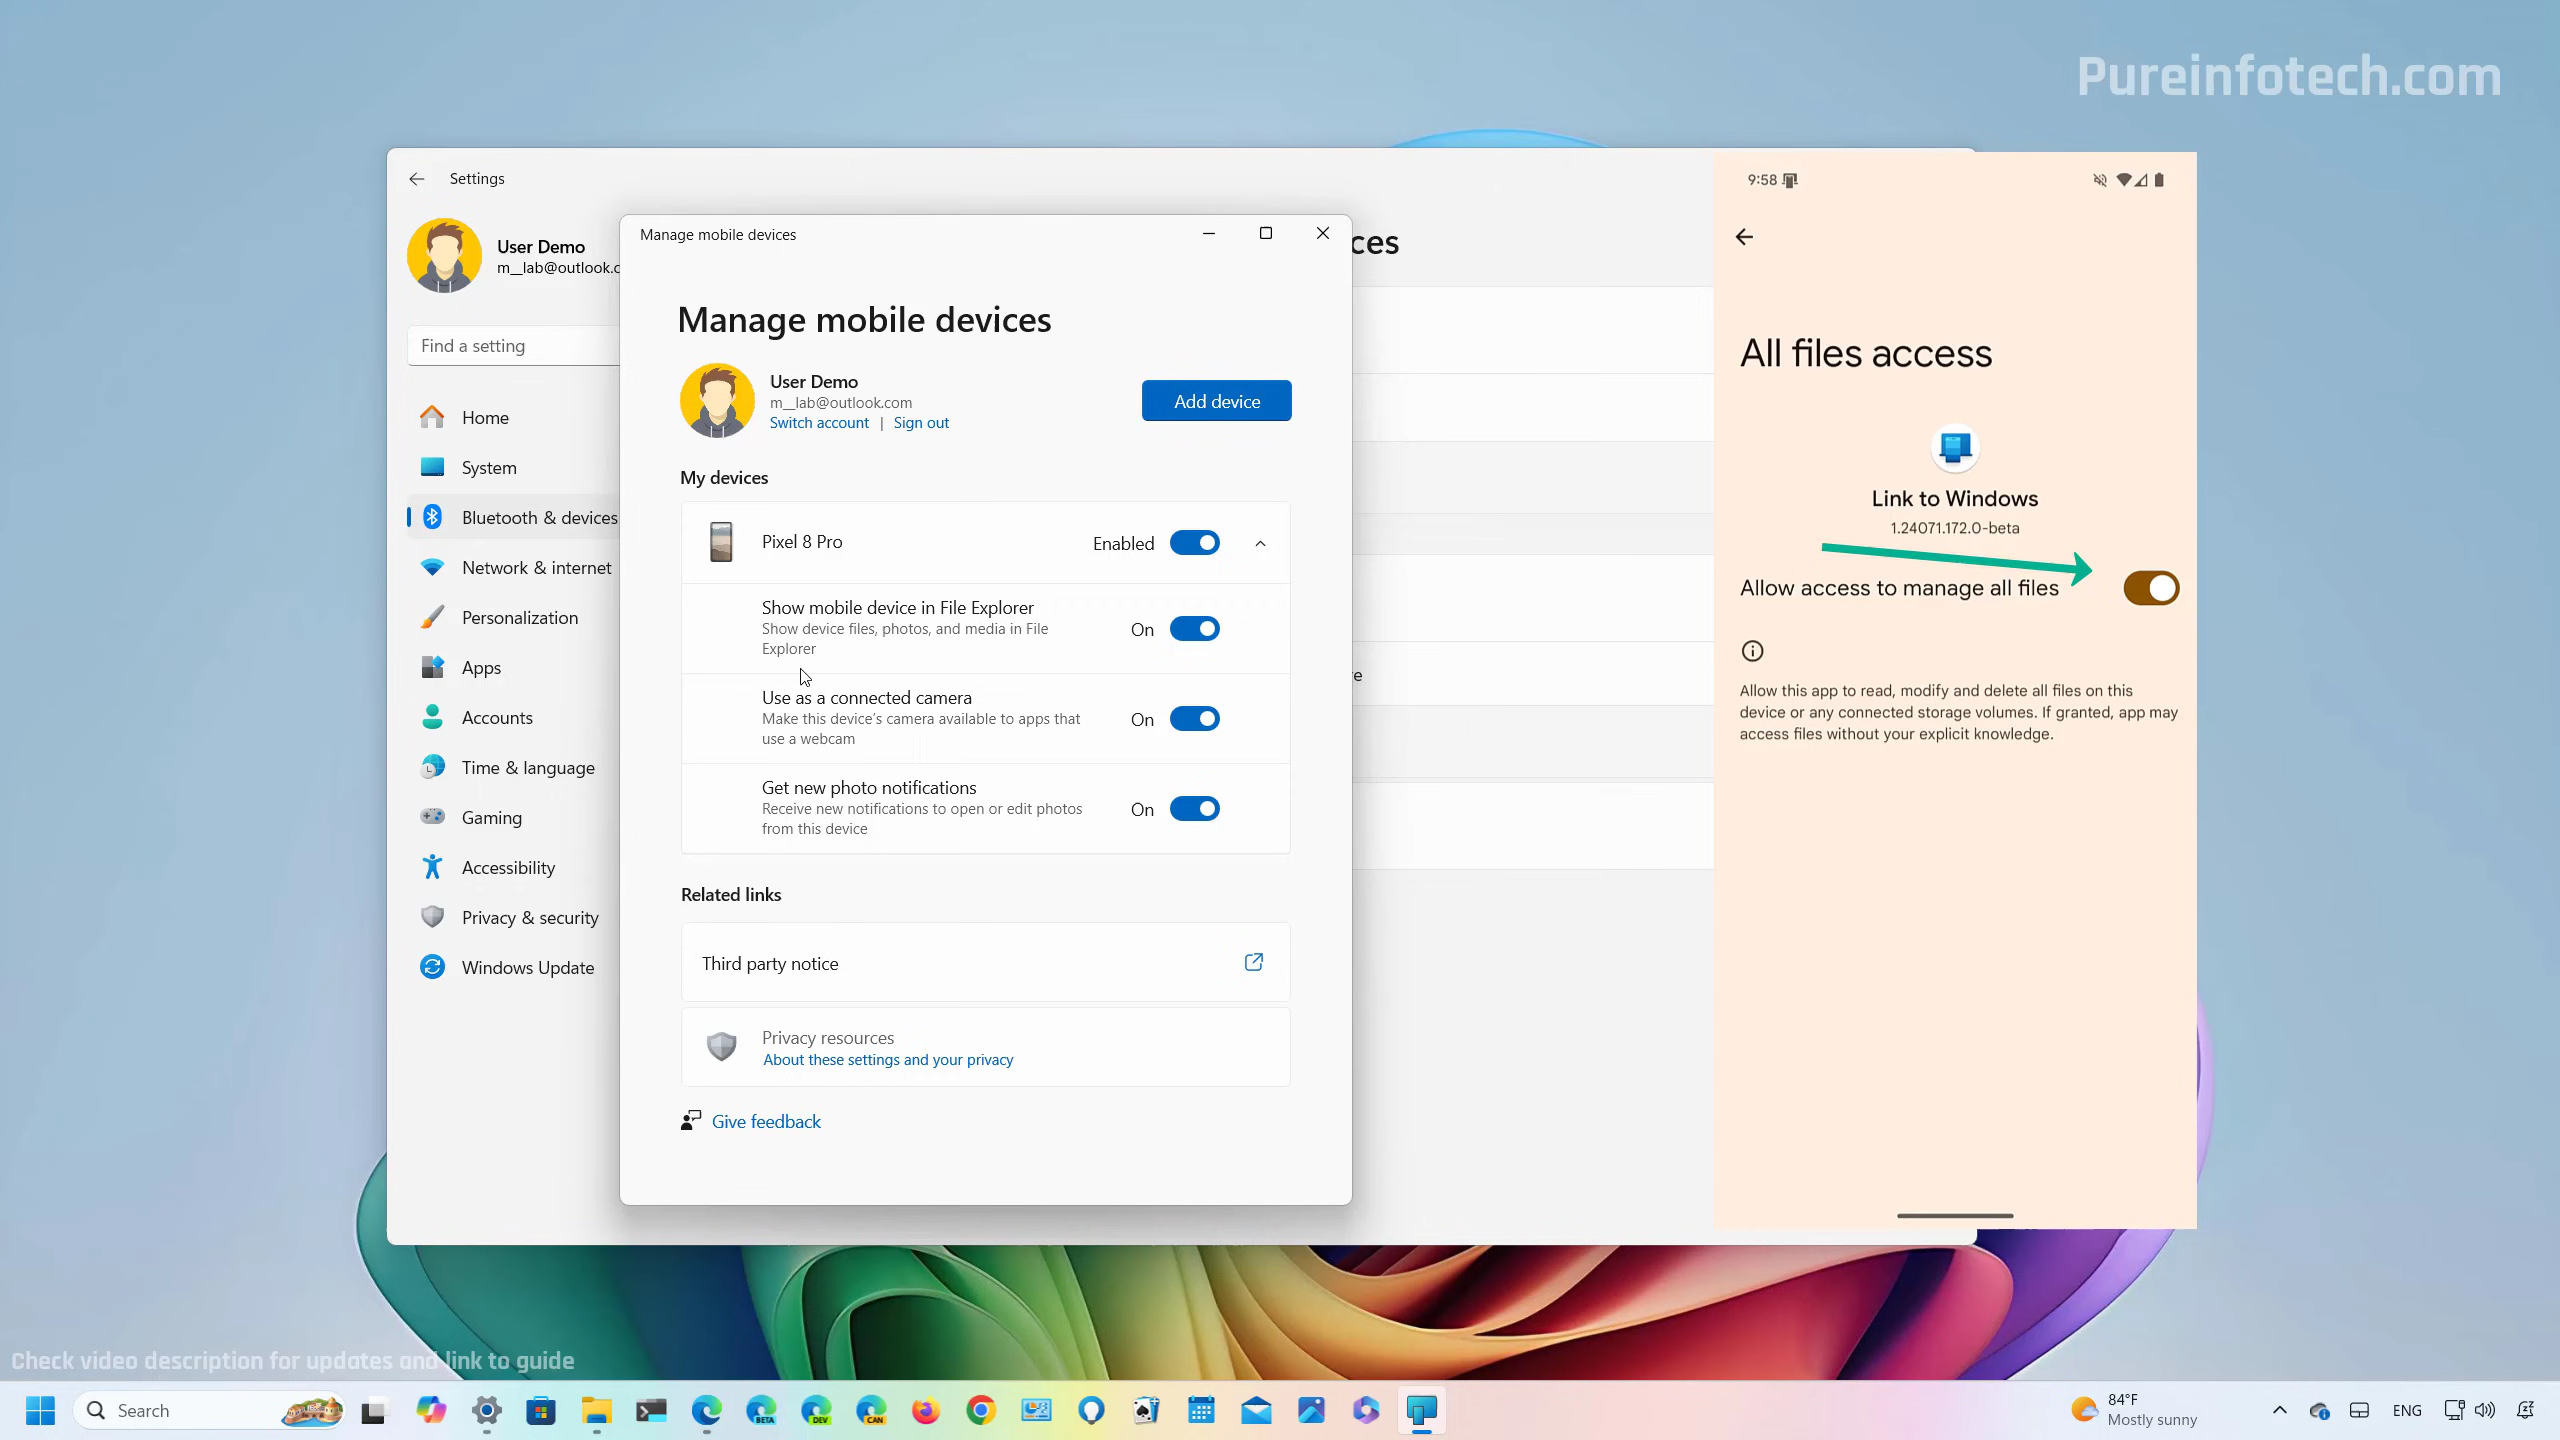 Pureinfotech.com
Settings
User Demo
m__lab@outlook.c
Find a setting
Home
System
Bluetooth & devices
Network & internet
Personalization
Apps
Accounts
Time & language
Gaming
Accessibility
Privacy & security
Windows Update
ces
e
Manage mobile devices
Manage mobile devices
User Demo
m__lab@outlook.com
Switch account | Sign out
Add device
My devices
Pixel 8 Pro
Enabled
Show mobile device in File Explorer
Show device files, photos, and media in File
Explorer
On
Use as a connected camera
Make this device's camera available to apps that
use a webcam
On
Get new photo notifications
Receive new notifications to open or edit photos
from this device
On
Related links
Third party notice
Privacy resources
About these settings and your privacy
Give feedback
9:58
All files access
Link to Windows
1.24071.172.0-beta
Allow access to manage all files
Allow this app to read, modify and delete all files on this
device or any connected storage volumes. If granted, app may
access files without your explicit knowledge.
Check video description for updates and link to guide
Search
BETA
DEV
CAN
84°F
Mostly sunny
ENG